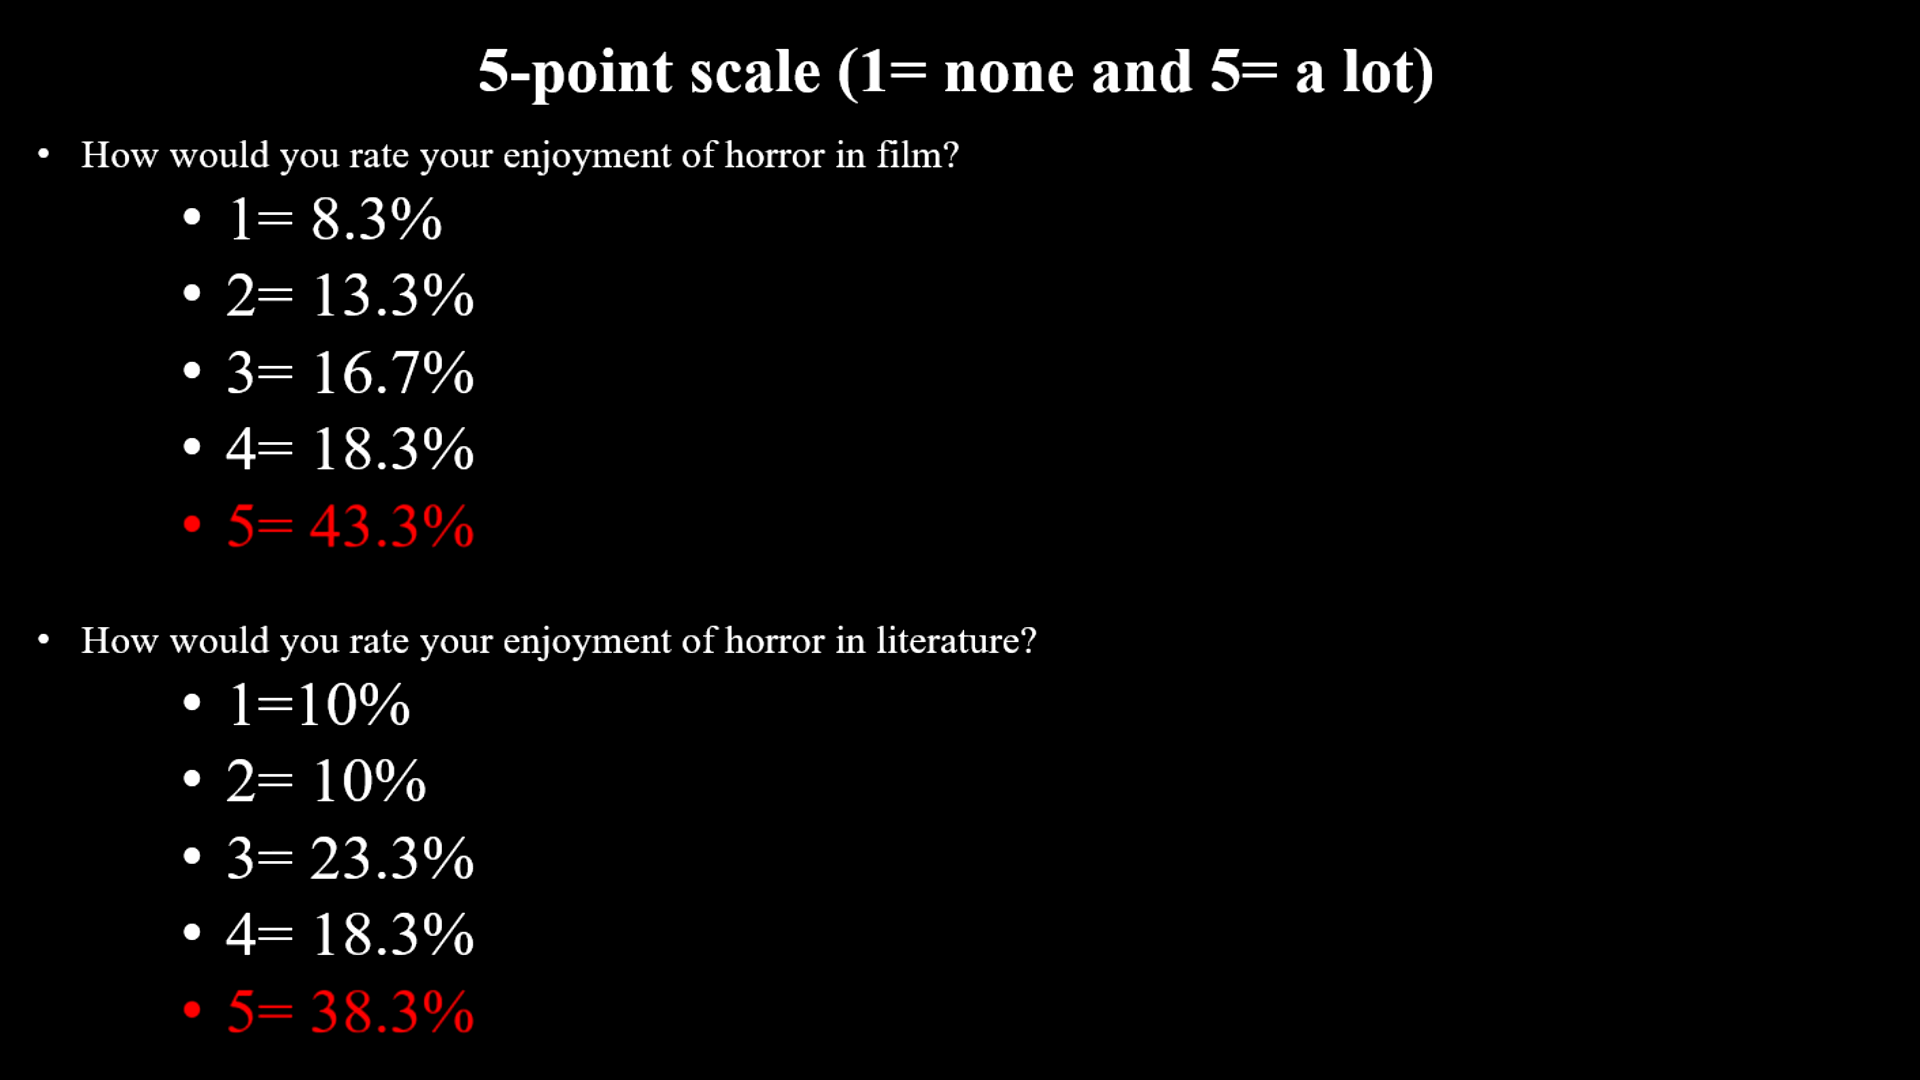 5-point scale (1= none and 5= a lot)
• How would you rate your enjoyment of horror in film?
• 1= 8.3%
• 2= 13.3%
• 3= 16.7%
• 4= 18.3%
• 5= 43.3%
• How would you rate your enjoyment of horror in literature?
• 1=10%
• 2= 10%
• 3= 23.3%
• 4= 18.3%
• 5= 38.3%